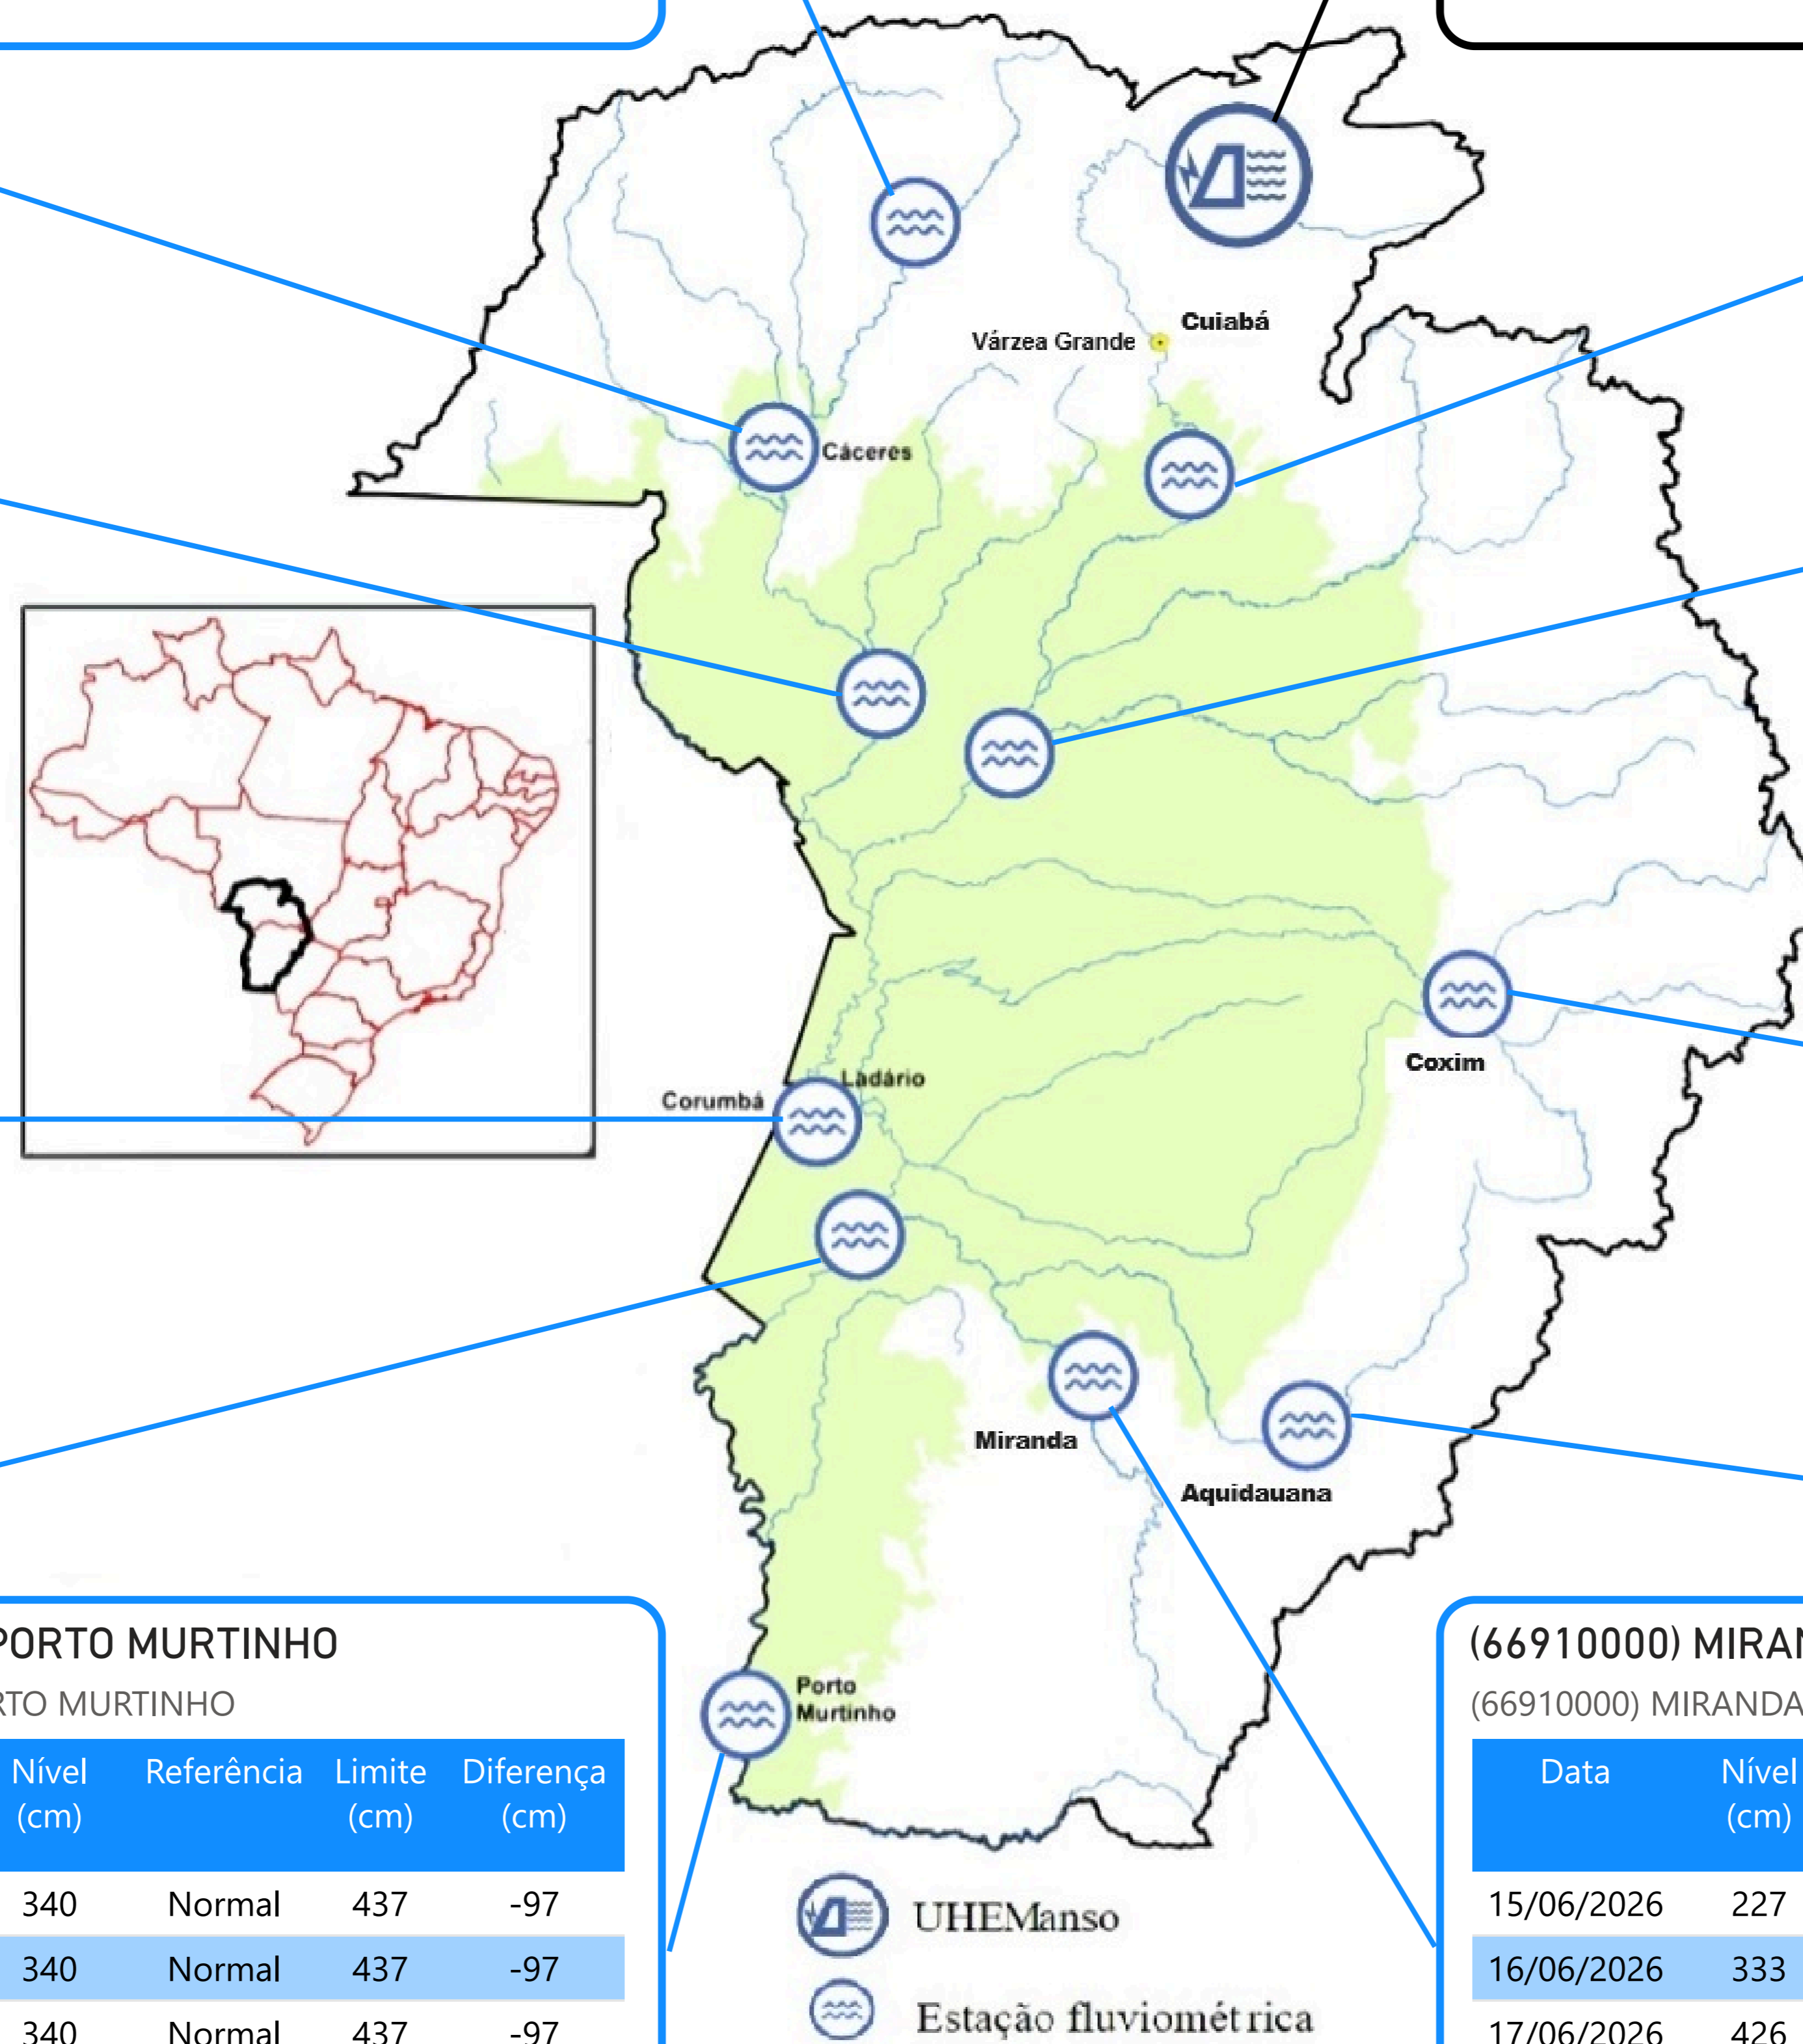 Cuiabá
Várzea Grande
Cáceres
Coxim
Ladário
Corumbá
Miranda
Aquidauana
Porto
Murtinho
PORTO MURTINHO
RTO MURTINHO
Nível Referência Limite Diferença
(cm) (cm) (cm)
340 Normal 437 -97
340 Normal 437 -97
340 Normal 437 -97
UHEManso
Estação fluviométrica
(66910000) MIRAN
(66910000) MIRANDA
Data Nível
(cm)
15/06/2026 227
16/06/2026 333
17/06/2026 426